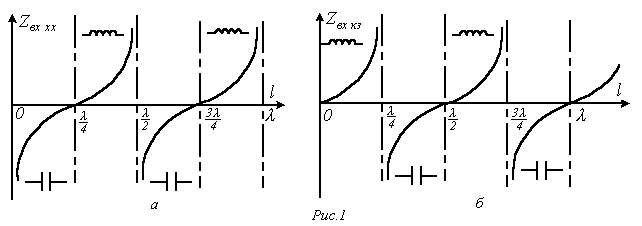 Z вх хх
0 λ/4 λ/2 3λ/4 λ l
а
Z вх кз
0 λ/4 λ/2 3λ/4 λ l
б
Рис.1